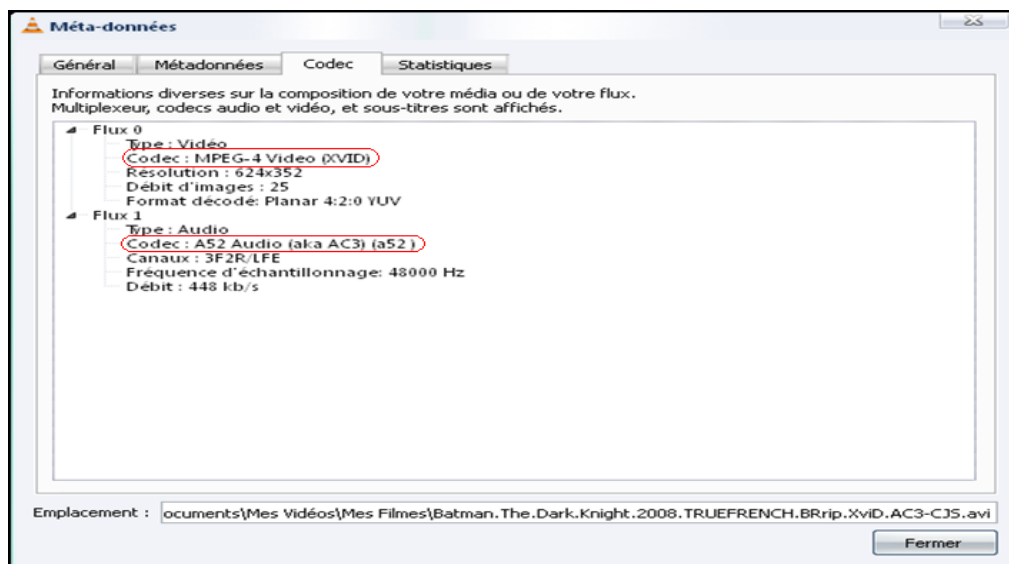 Méta-données
Général Métadonnées Codec Statistiques
Informations diverses sur la composition de votre média ou de votre flux.
Multiplexeur, codecs audio et vidéo, et sous-titres sont affichés.
Flux 0
Type : Vidéo
Codec : MPEG-4 Video (XVID)
Résolution : 624x352
Débit d'images : 25
Format décodé: Planar 4:2:0 YUV
Flux 1
Type : Audio
Codec : A52 Audio (aka AC3) (a52 )
Canaux : 3F2R/LFE
Fréquence d'échantillonnage: 48000 Hz
Débit : 448 kb/s
Emplacement : ocuments\Mes Vidéos\Mes Filmes\Batman.The.Dark.Knight.2008.TRUEFRENCH.BRrip.XviD.AC3-CJS.avi
Fermer